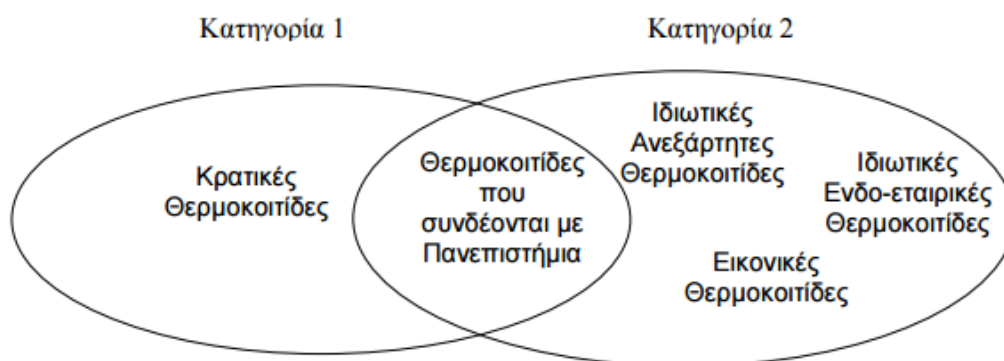 Κατηγορία 1
Κατηγορία 2
Κρατικές
Θερμοκοιτίδες
Θερμοκοιτίδες
που
συνδέονται με
Πανεπιστήμια
Ιδιωτικές
Ανεξάρτητες
Θερμοκοιτίδες
Ιδιωτικές
Ενδο-εταιρικές
Θερμοκοιτίδες
Εικονικές
Θερμοκοιτίδες